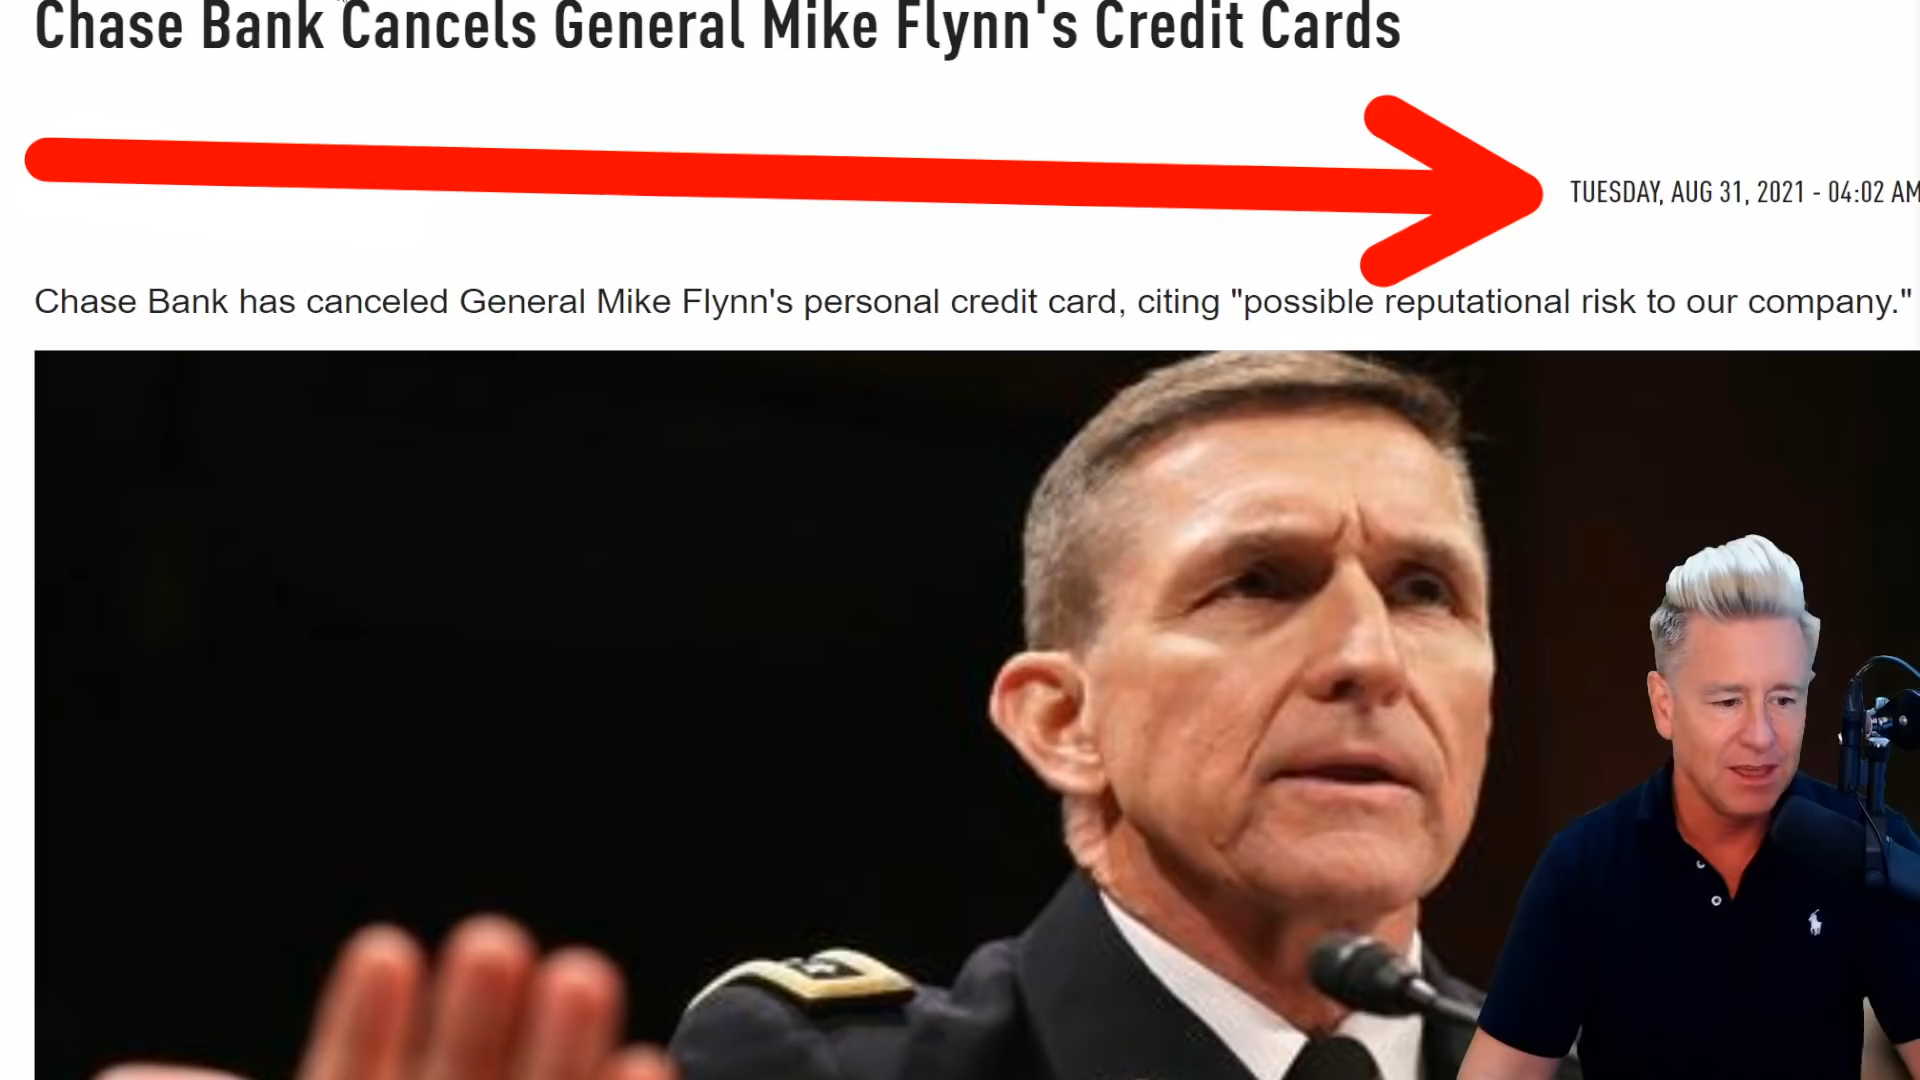 Chase Bank Cancels General Mike Flynn's Credit Cards
TUESDAY, AUG 31, 2021 - 04:02 AM
Chase Bank has canceled General Mike Flynn's personal credit card, citing "possible reputational risk to our company."